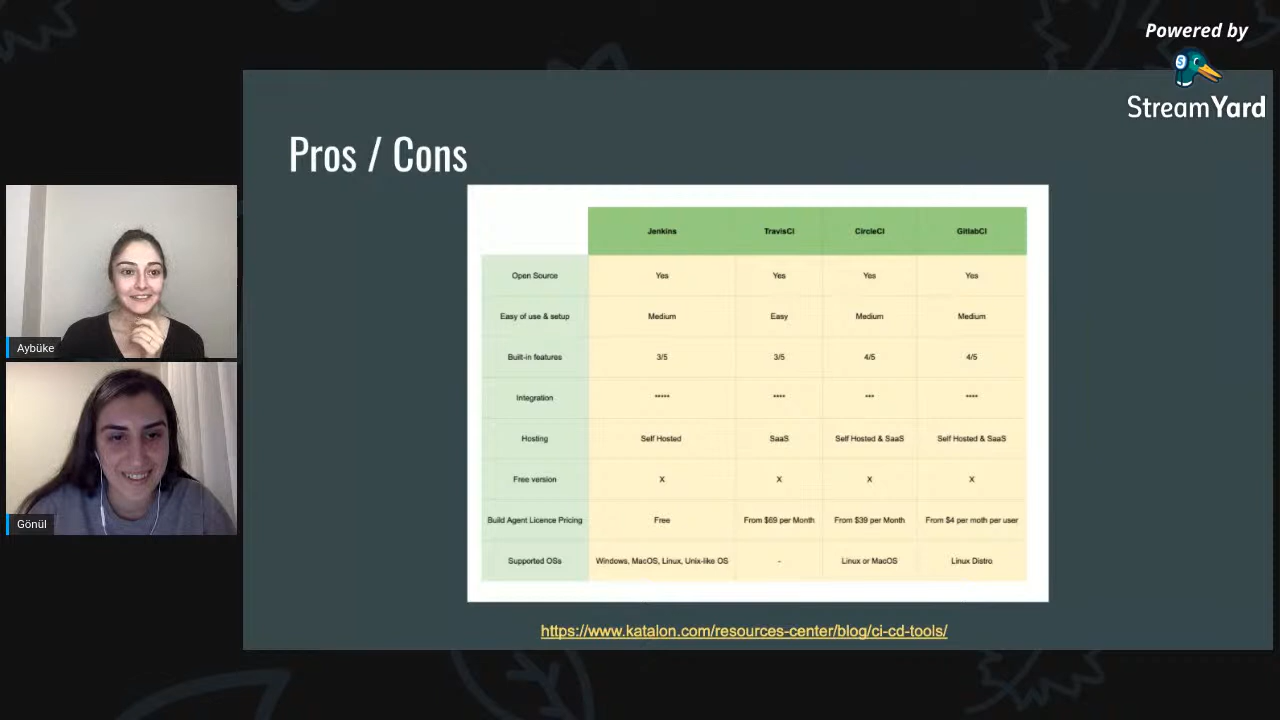 Powered by
StreamYard
Pros / Cons
Jenkins TravisCI CircleCI GitlabCI
Open Source Yes Yes Yes Yes
Easy of use & setup Medium Easy Medium Medium
Built-in features 3/5 3/5 4/5 4/5
Integration ***** **** *** ****
Hosting Self Hosted SaaS Self Hosted & SaaS Self Hosted & SaaS
Free version X X X X
Build Agent Licence Pricing Free From $69 per Month From $39 per Month From $4 per moth per user
Supported OSs Windows, MacOS, Linux, Unix-like OS - Linux or MacOS Linux Distro
https://www.katalon.com/resources-center/blog/ci-cd-tools/
Aybüke
Gönül